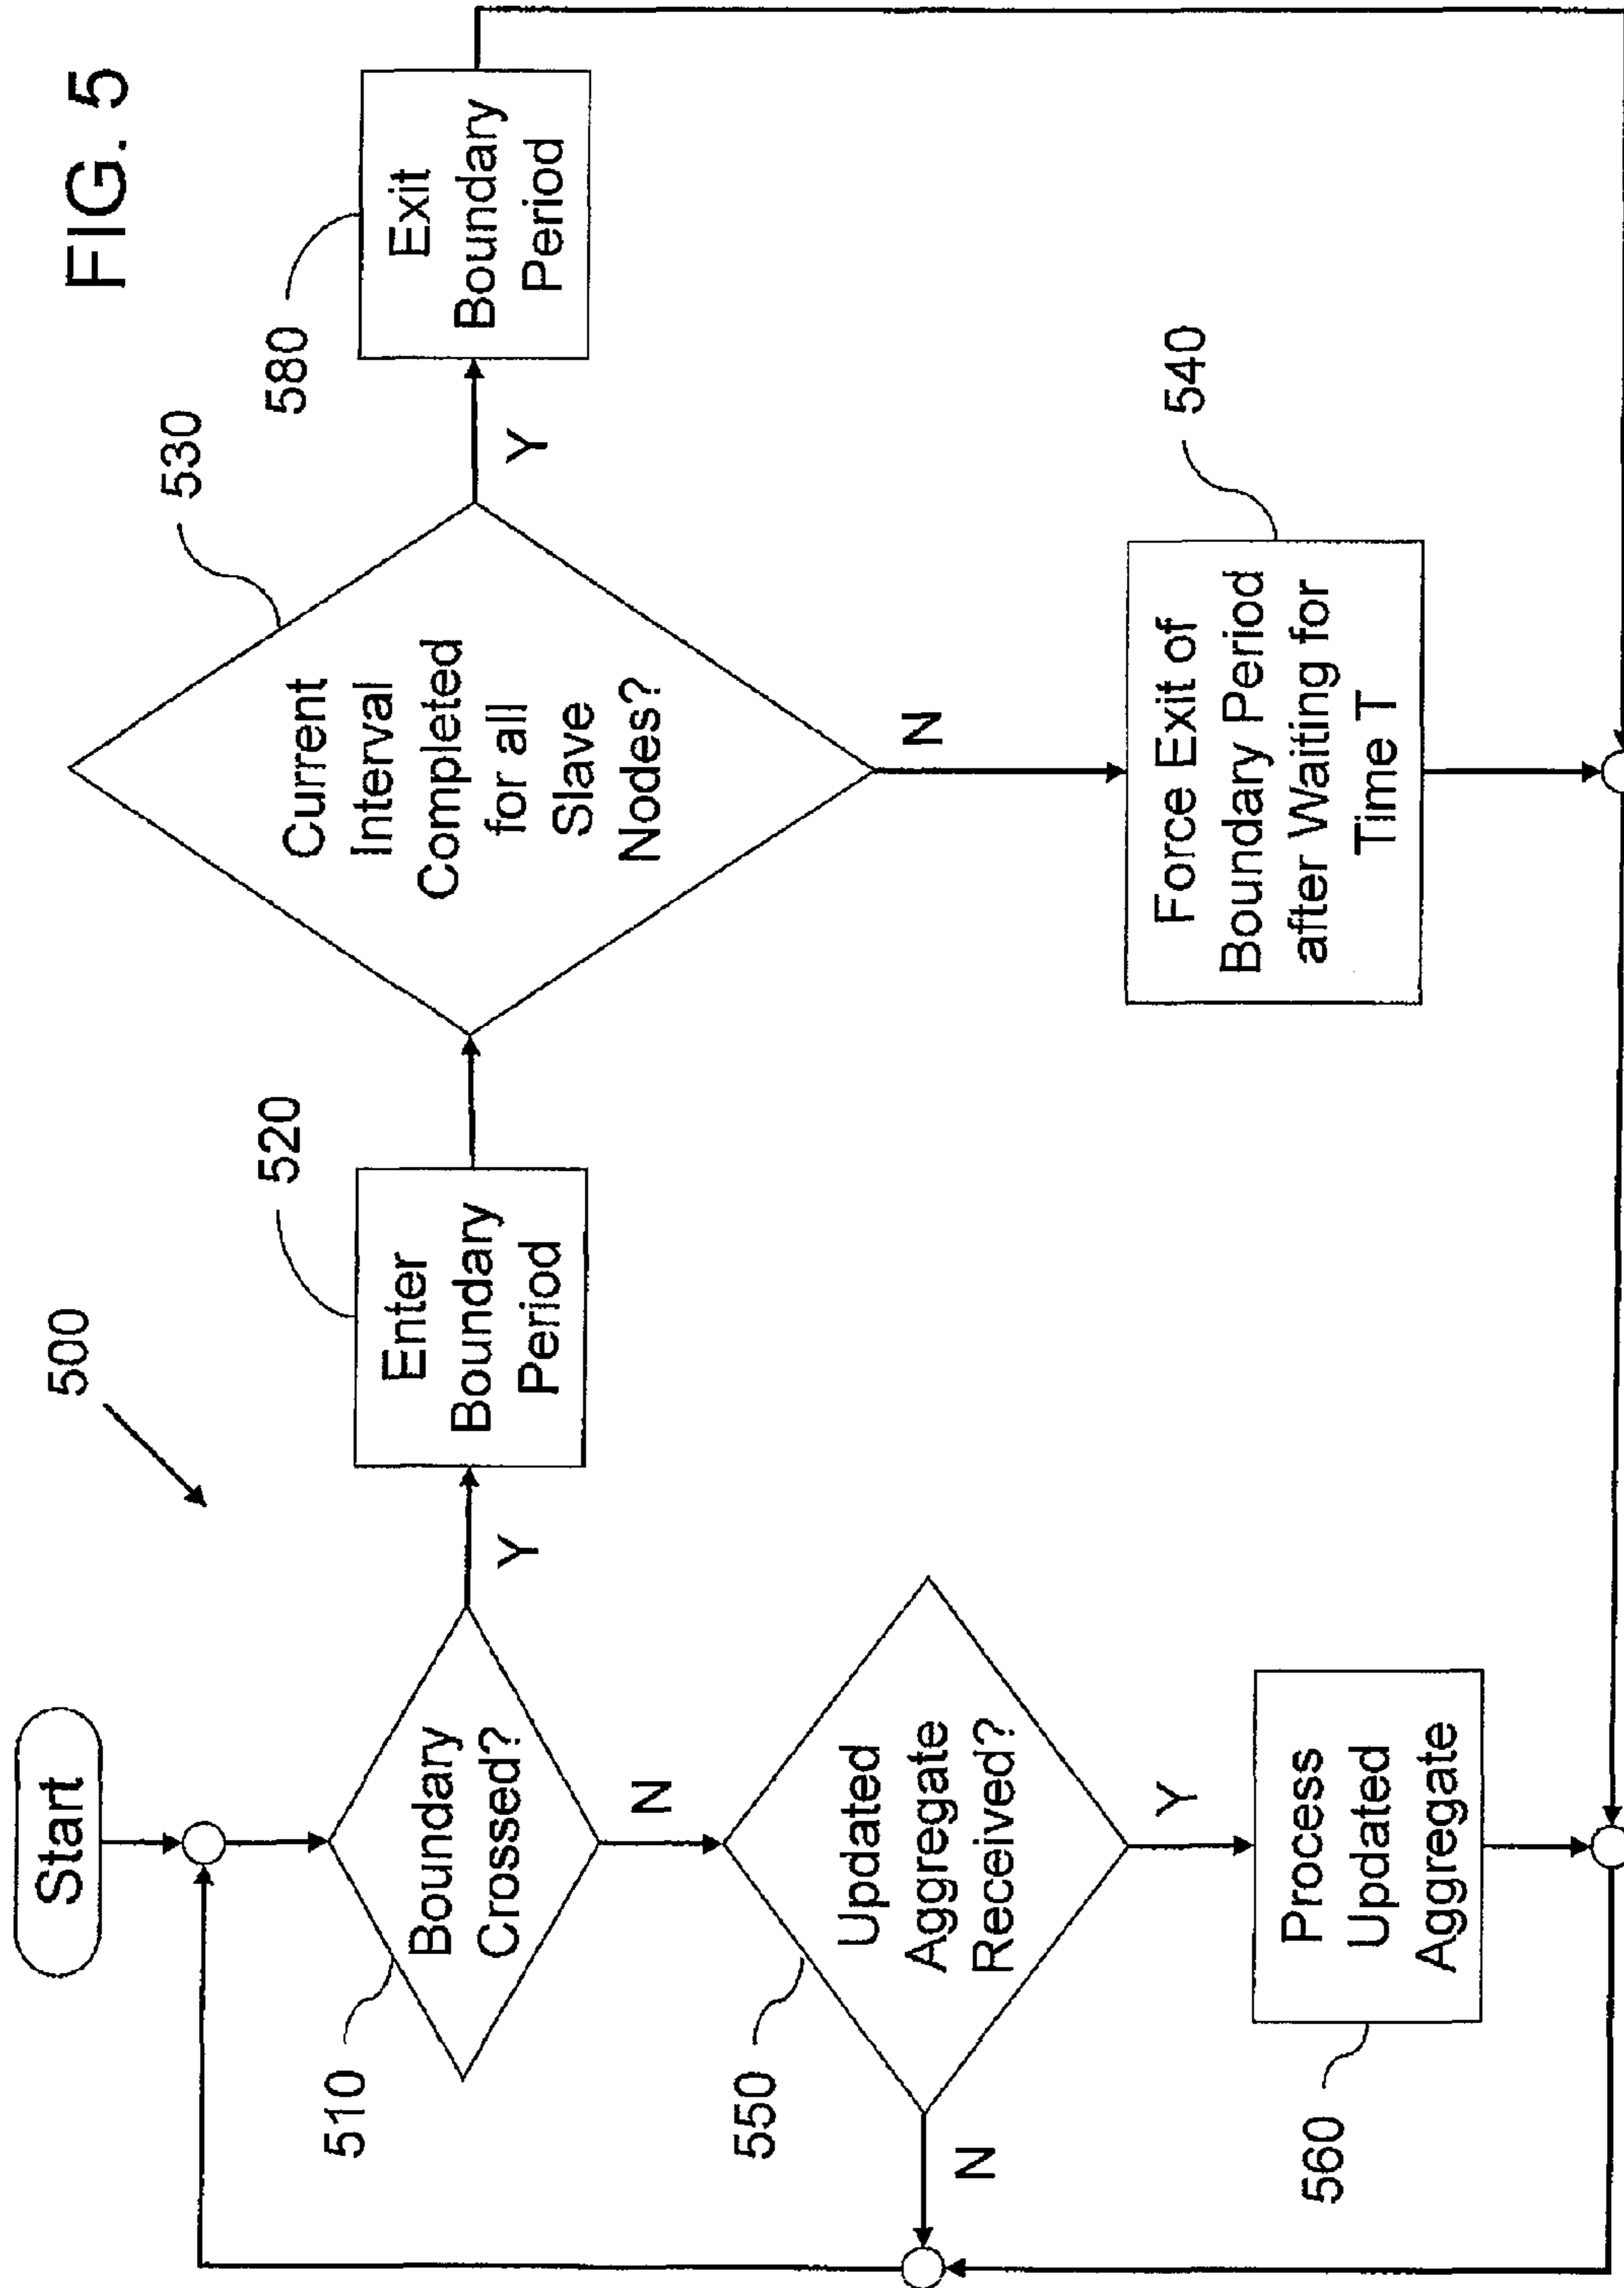 FIG. 5
500
Start
510
Boundary
Crossed?
Y
N
520
Enter
Boundary
Period
530
Current
Interval
Completed
for all
Slave
Nodes?
Y
N
580
Exit
Boundary
Period
540
Force Exit of
Boundary Period
after Waiting for
Time T
550
Updated
Aggregate
Received?
N
Y
560
Process
Updated
Aggregate